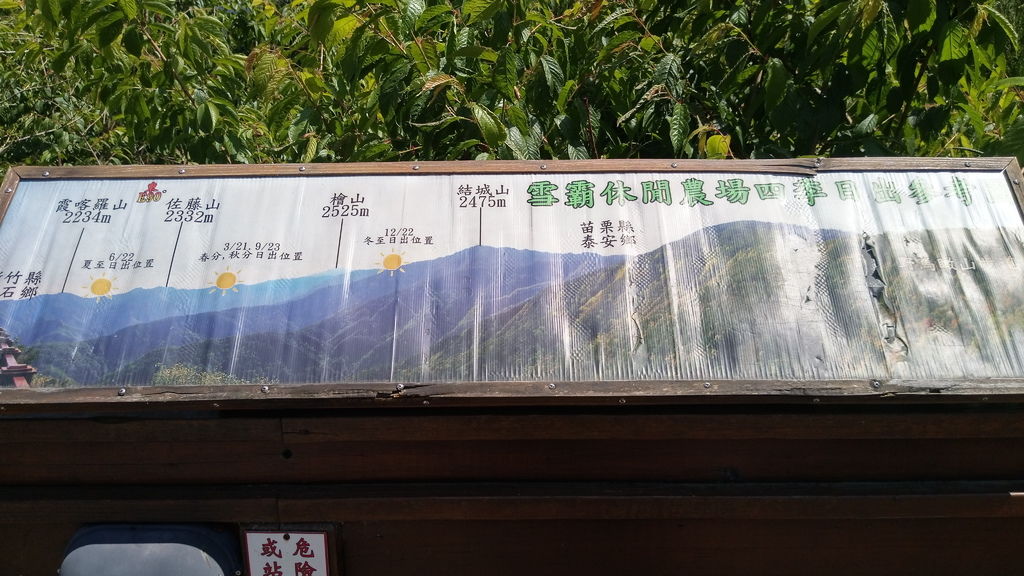 雪霸休閒農場四季日出參考
霞喀羅山
2234m
E90°
佐藤山
2332m
檜山
2525m
結城山
2475m
苗栗縣
泰安鄉
6/22
夏至日出位置
3/21, 9/23
春分, 秋分日出位置
12/22
冬至日出位置
竹縣
石鄉
危險
或站